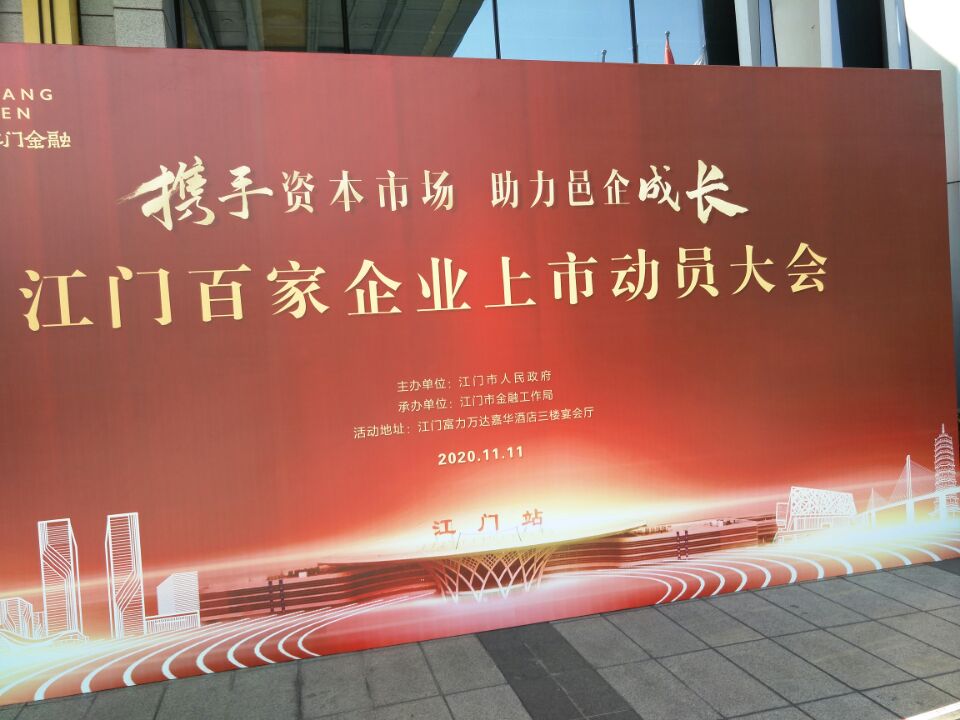 ANG
EN
门金融
携手资本市场 助力邑企成长
江门百家企业上市动员大会
主办单位：江门市人民政府
承办单位：江门市金融工作局
活动地址：江门富力万达嘉华酒店三楼宴会厅
2020.11.11
江门站